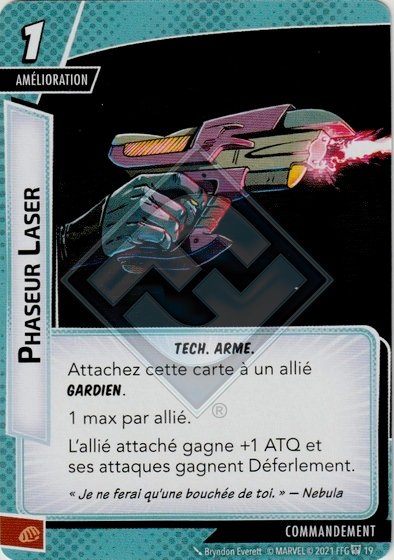 1
AMÉLIORATION
PHASEUR LASER
TECH. ARME.
Attachez cette carte à un allié
GARDIEN.
1 max par allié.
L'allié attaché gagne +1 ATQ et
ses attaques gagnent Déferlement.
« Je ne ferai qu'une bouchée de toi. » — Nebula
COMMANDEMENT
Bryndon Everett © MARVEL © 2021 FFG 19
®